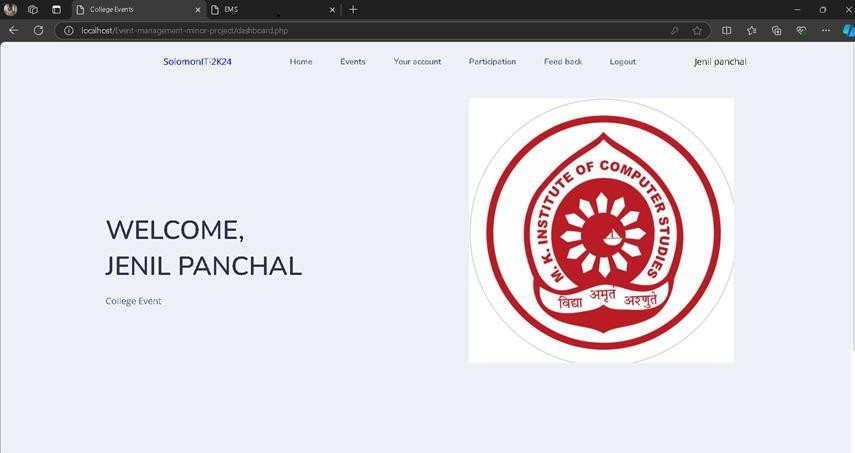 College Events
EMS
localhost/Event-management-minor-project/dashboard.php
SolomonIT-2K24
Home
Events
Your account
Participation
Feed back
Logout
Jenil panchal
M. K. INSTITUTE OF COMPUTER STUDIES
विद्या अमृतं अश्नुते
WELCOME,
JENIL PANCHAL
College Event